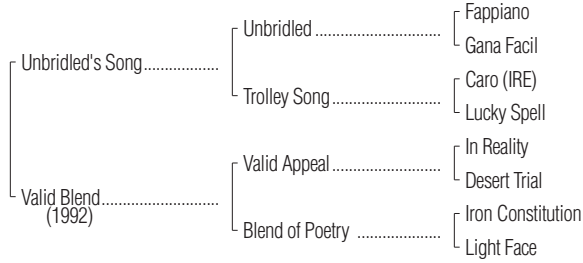 Fappiano
Unbridled ........................
Gana Facil
Unbridled's Song..................
Caro (IRE)
Trolley Song........................
Lucky Spell
In Reality
Valid Appeal........................
Desert Trial
Valid Blend..........................
(1992)
Iron Constitution
Blend of Poetry ..................
Light Face